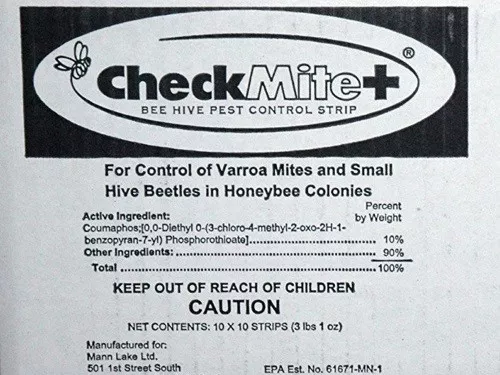 CheckMite+®
BEE HIVE PEST CONTROL STRIP
For Control of Varroa Mites and Small
Hive Beetles in Honeybee Colonies
Percent
Active Ingredient: by Weight
Coumaphos;[0,0-Diethyl 0-(3-chloro-4-methyl-2-oxo-2H-1-
benzopyran-7-yl) Phosphorothioate].............................. 10%
Other Ingredients:.................................................. 90%
Total ................................................................ 100%
KEEP OUT OF REACH OF CHILDREN
CAUTION
NET CONTENTS: 10 X 10 STRIPS (3 lbs 1 oz)
Manufactured for:
Mann Lake Ltd.
501 1st Street South EPA Est. No. 61671-MN-1